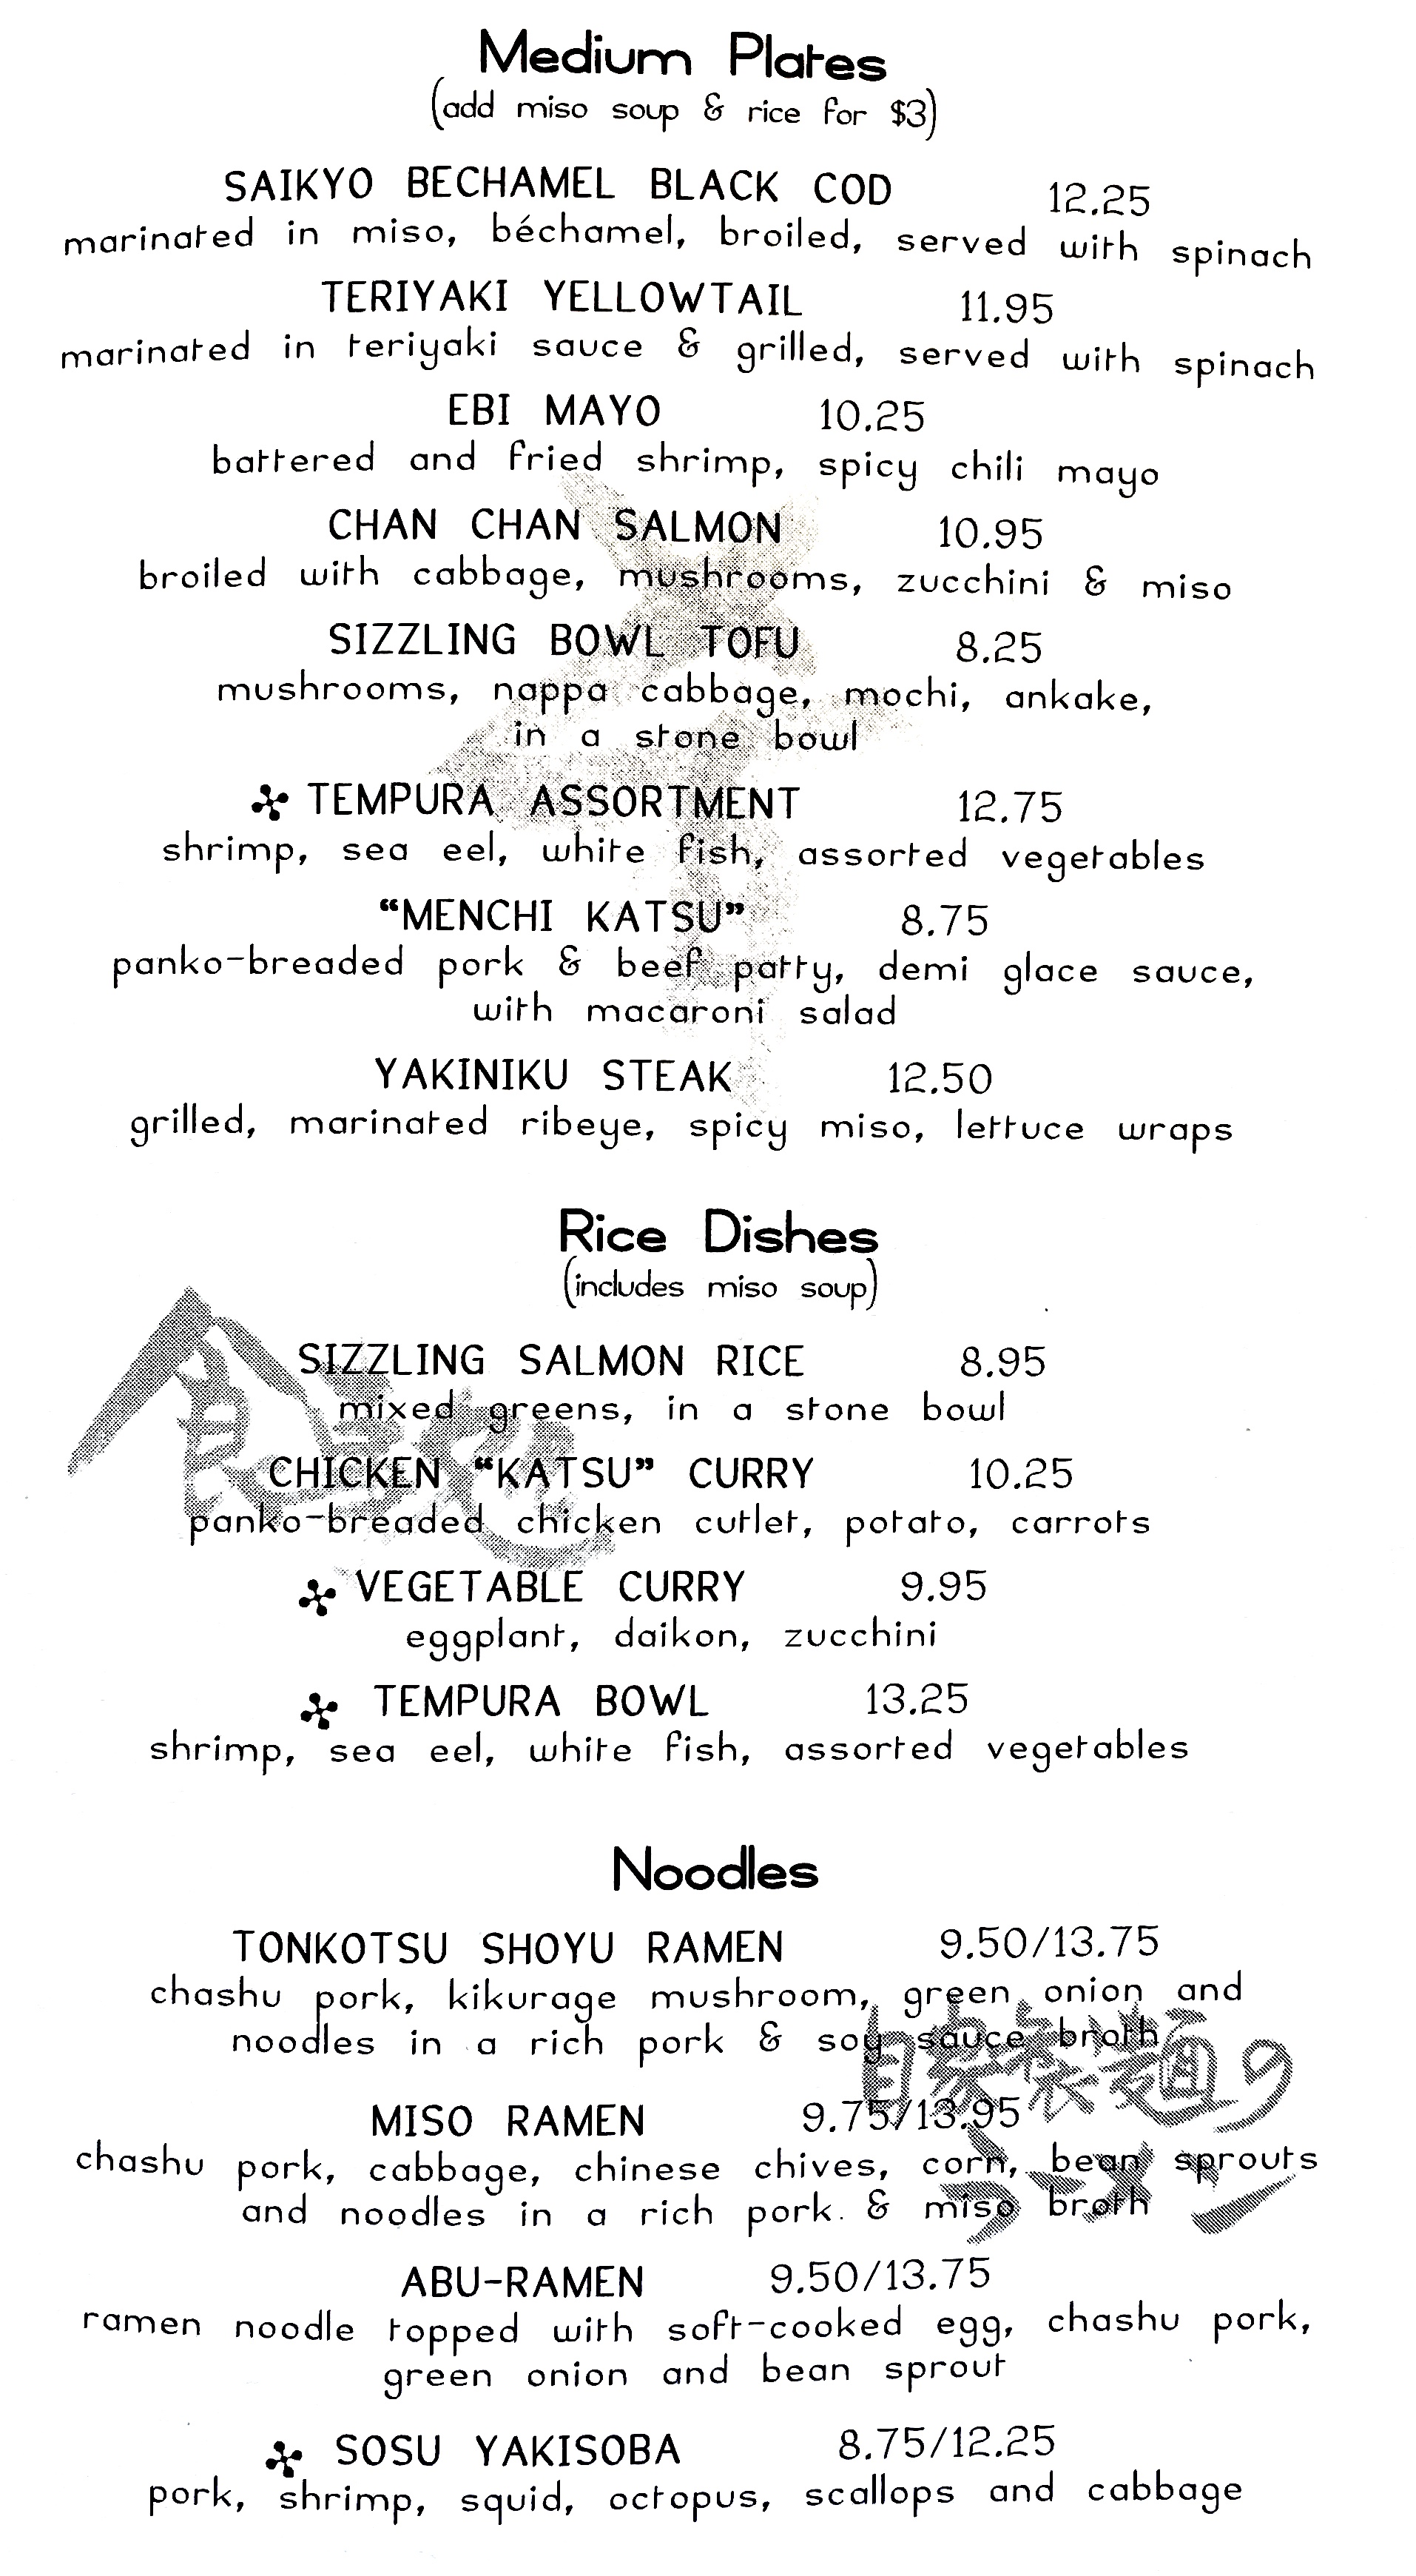 Medium Plates
(add miso soup & rice for $3)
SAIKYO BECHAMEL BLACK COD 12.25
marinated in miso, béchamel, broiled, served with spinach
TERIYAKI YELLOWTAIL 11.95
marinated in teriyaki sauce & grilled, served with spinach
EBI MAYO 10.25
battered and fried shrimp, spicy chili mayo
CHAN CHAN SALMON 10.95
broiled with cabbage, mushrooms, zucchini & miso
SIZZLING BOWL TOFU 8.25
mushrooms, nappa cabbage, mochi, ankake,
in a stone bowl
TEMPURA ASSORTMENT 12.75
shrimp, sea eel, white fish, assorted vegetables
“MENCHI KATSU” 8.75
panko-breaded pork & beef patty, demi glace sauce,
with macaroni salad
YAKINIKU STEAK 12.50
grilled, marinated ribeye, spicy miso, lettuce wraps
Rice Dishes
(includes miso soup)
SIZZLING SALMON RICE 8.95
mixed greens, in a stone bowl
CHICKEN “KATSU” CURRY 10.25
panko-breaded chicken cutlet, potato, carrots
VEGETABLE CURRY 9.95
eggplant, daikon, zucchini
TEMPURA BOWL 13.25
shrimp, sea eel, white fish, assorted vegetables
Noodles
TONKOTSU SHOYU RAMEN 9.50/13.75
chashu pork, kikurage mushroom, green onion and
noodles in a rich pork & soy sauce broth
MISO RAMEN 9.75/13.95
chashu pork, cabbage, chinese chives, corn, bean sprouts
and noodles in a rich pork & miso broth
ABU-RAMEN 9.50/13.75
ramen noodle topped with soft-cooked egg, chashu pork,
green onion and bean sprout
SOSU YAKISOBA 8.75/12.25
pork, shrimp, squid, octopus, scallops and cabbage